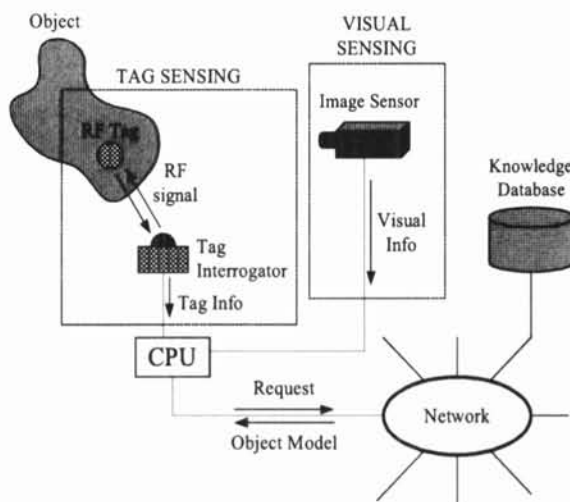 Object
VISUAL
SENSING
TAG SENSING
RF Tag
RF
signal
Image Sensor
Knowledge
Database
Tag
Interrogator
Visual
Info
Tag Info
CPU
Request
Object Model
Network